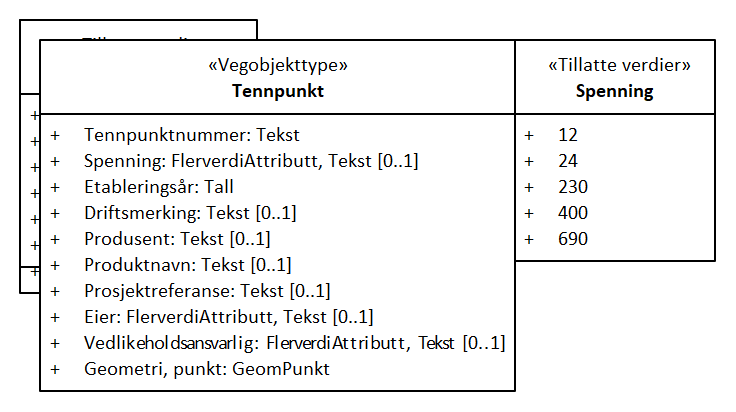 «Vegobjekttype»
Tennpunkt
+ Tennpunktnummer: Tekst
+ Spenning: FlerverdiAttributt, Tekst [0..1]
+ Etableringsår: Tall
+ Driftsmerking: Tekst [0..1]
+ Produsent: Tekst [0..1]
+ Produktnavn: Tekst [0..1]
+ Prosjektreferanse: Tekst [0..1]
+ Eier: FlerverdiAttributt, Tekst [0..1]
+ Vedlikeholdsansvarlig: FlerverdiAttributt, Tekst [0..1]
+ Geometri, punkt: GeomPunkt
«Tillatte verdier»
Spenning
+ 12
+ 24
+ 230
+ 400
+ 690
+
+
+
+
+
+
+